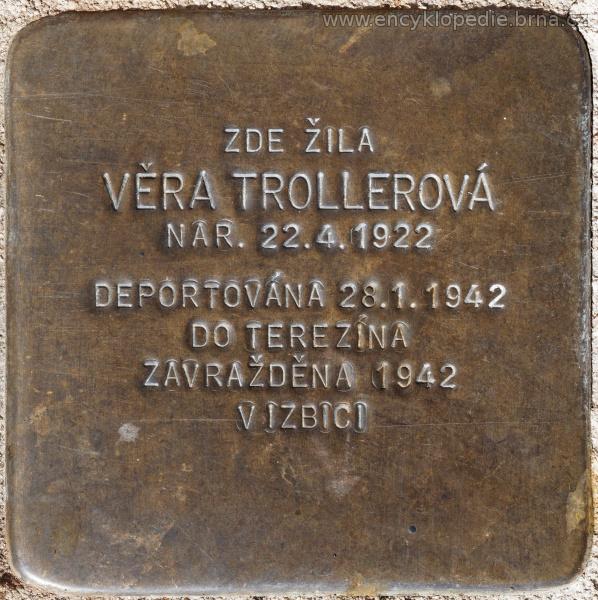 www.encyklopedie.brna.cz
ZDE ŽILA
VĚRA TROLLEROVÁ
NAR. 22.4.1922
DEPORTOVÁNA 28.1.1942
DO TEREZÍNA
ZAVRAŽDĚNA 1942
V IZBICI